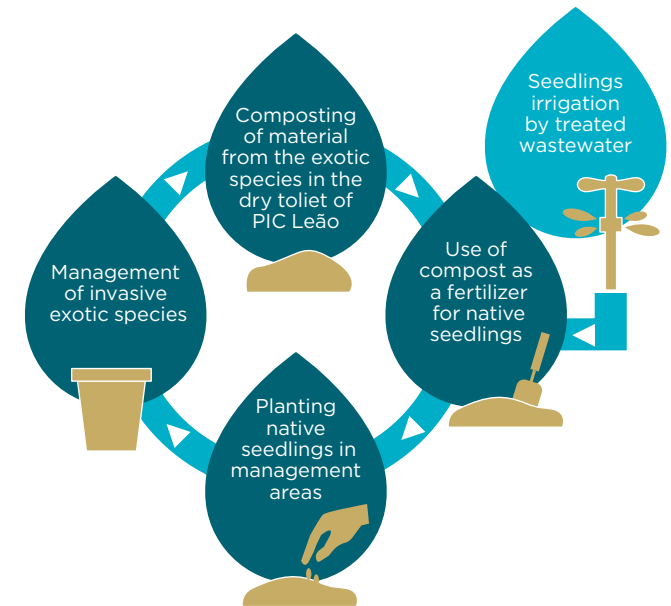 Seedlings
irrigation
by treated
wastewater
Composting
of material
from the exotic
species in the
dry toliet of
PIC Leão
Use of
compost as
a fertilizer
for native
seedlings
Management
of invasive
exotic species
Planting
native
seedlings in
management
areas